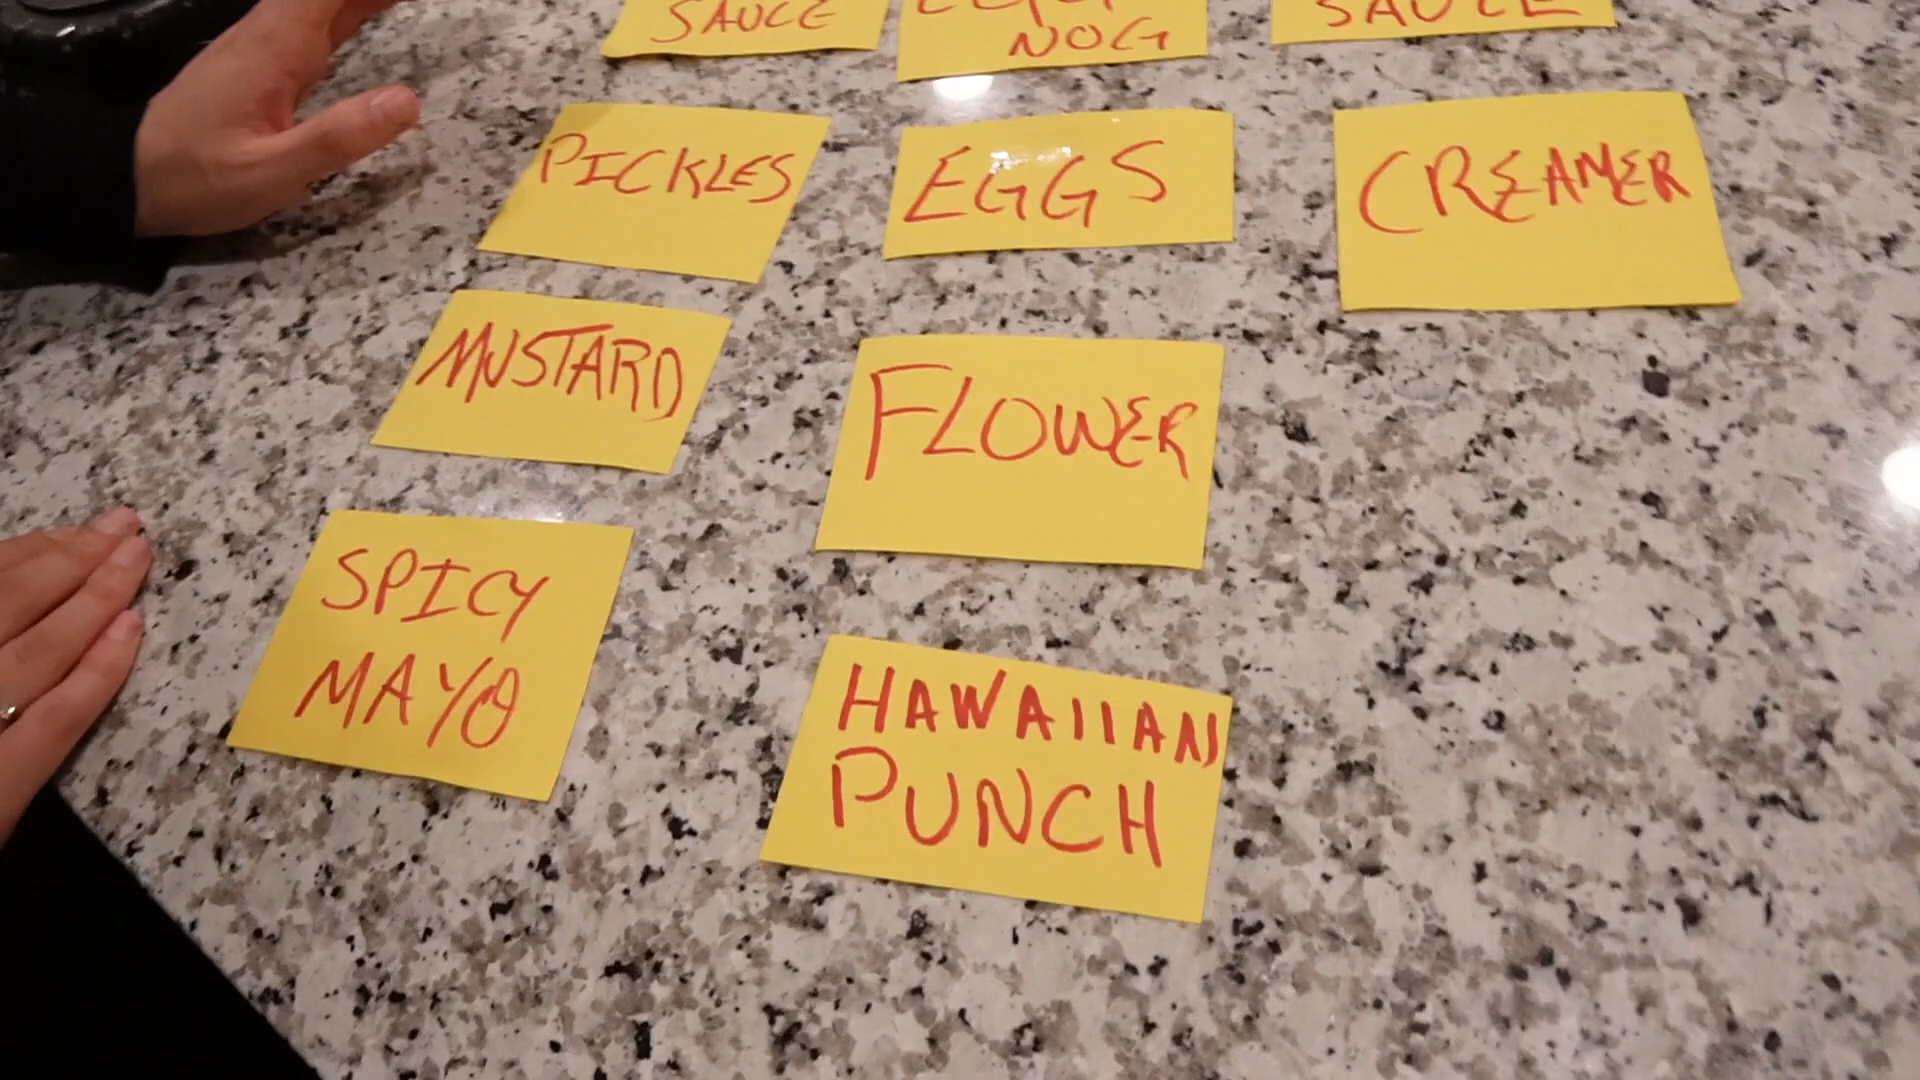 SAUCE
NOG
SAUCE
PICKLES
EGGS
CREAMER
MUSTARD
FLOWER
SPICY
MAYO
HAWAIIAN
PUNCH